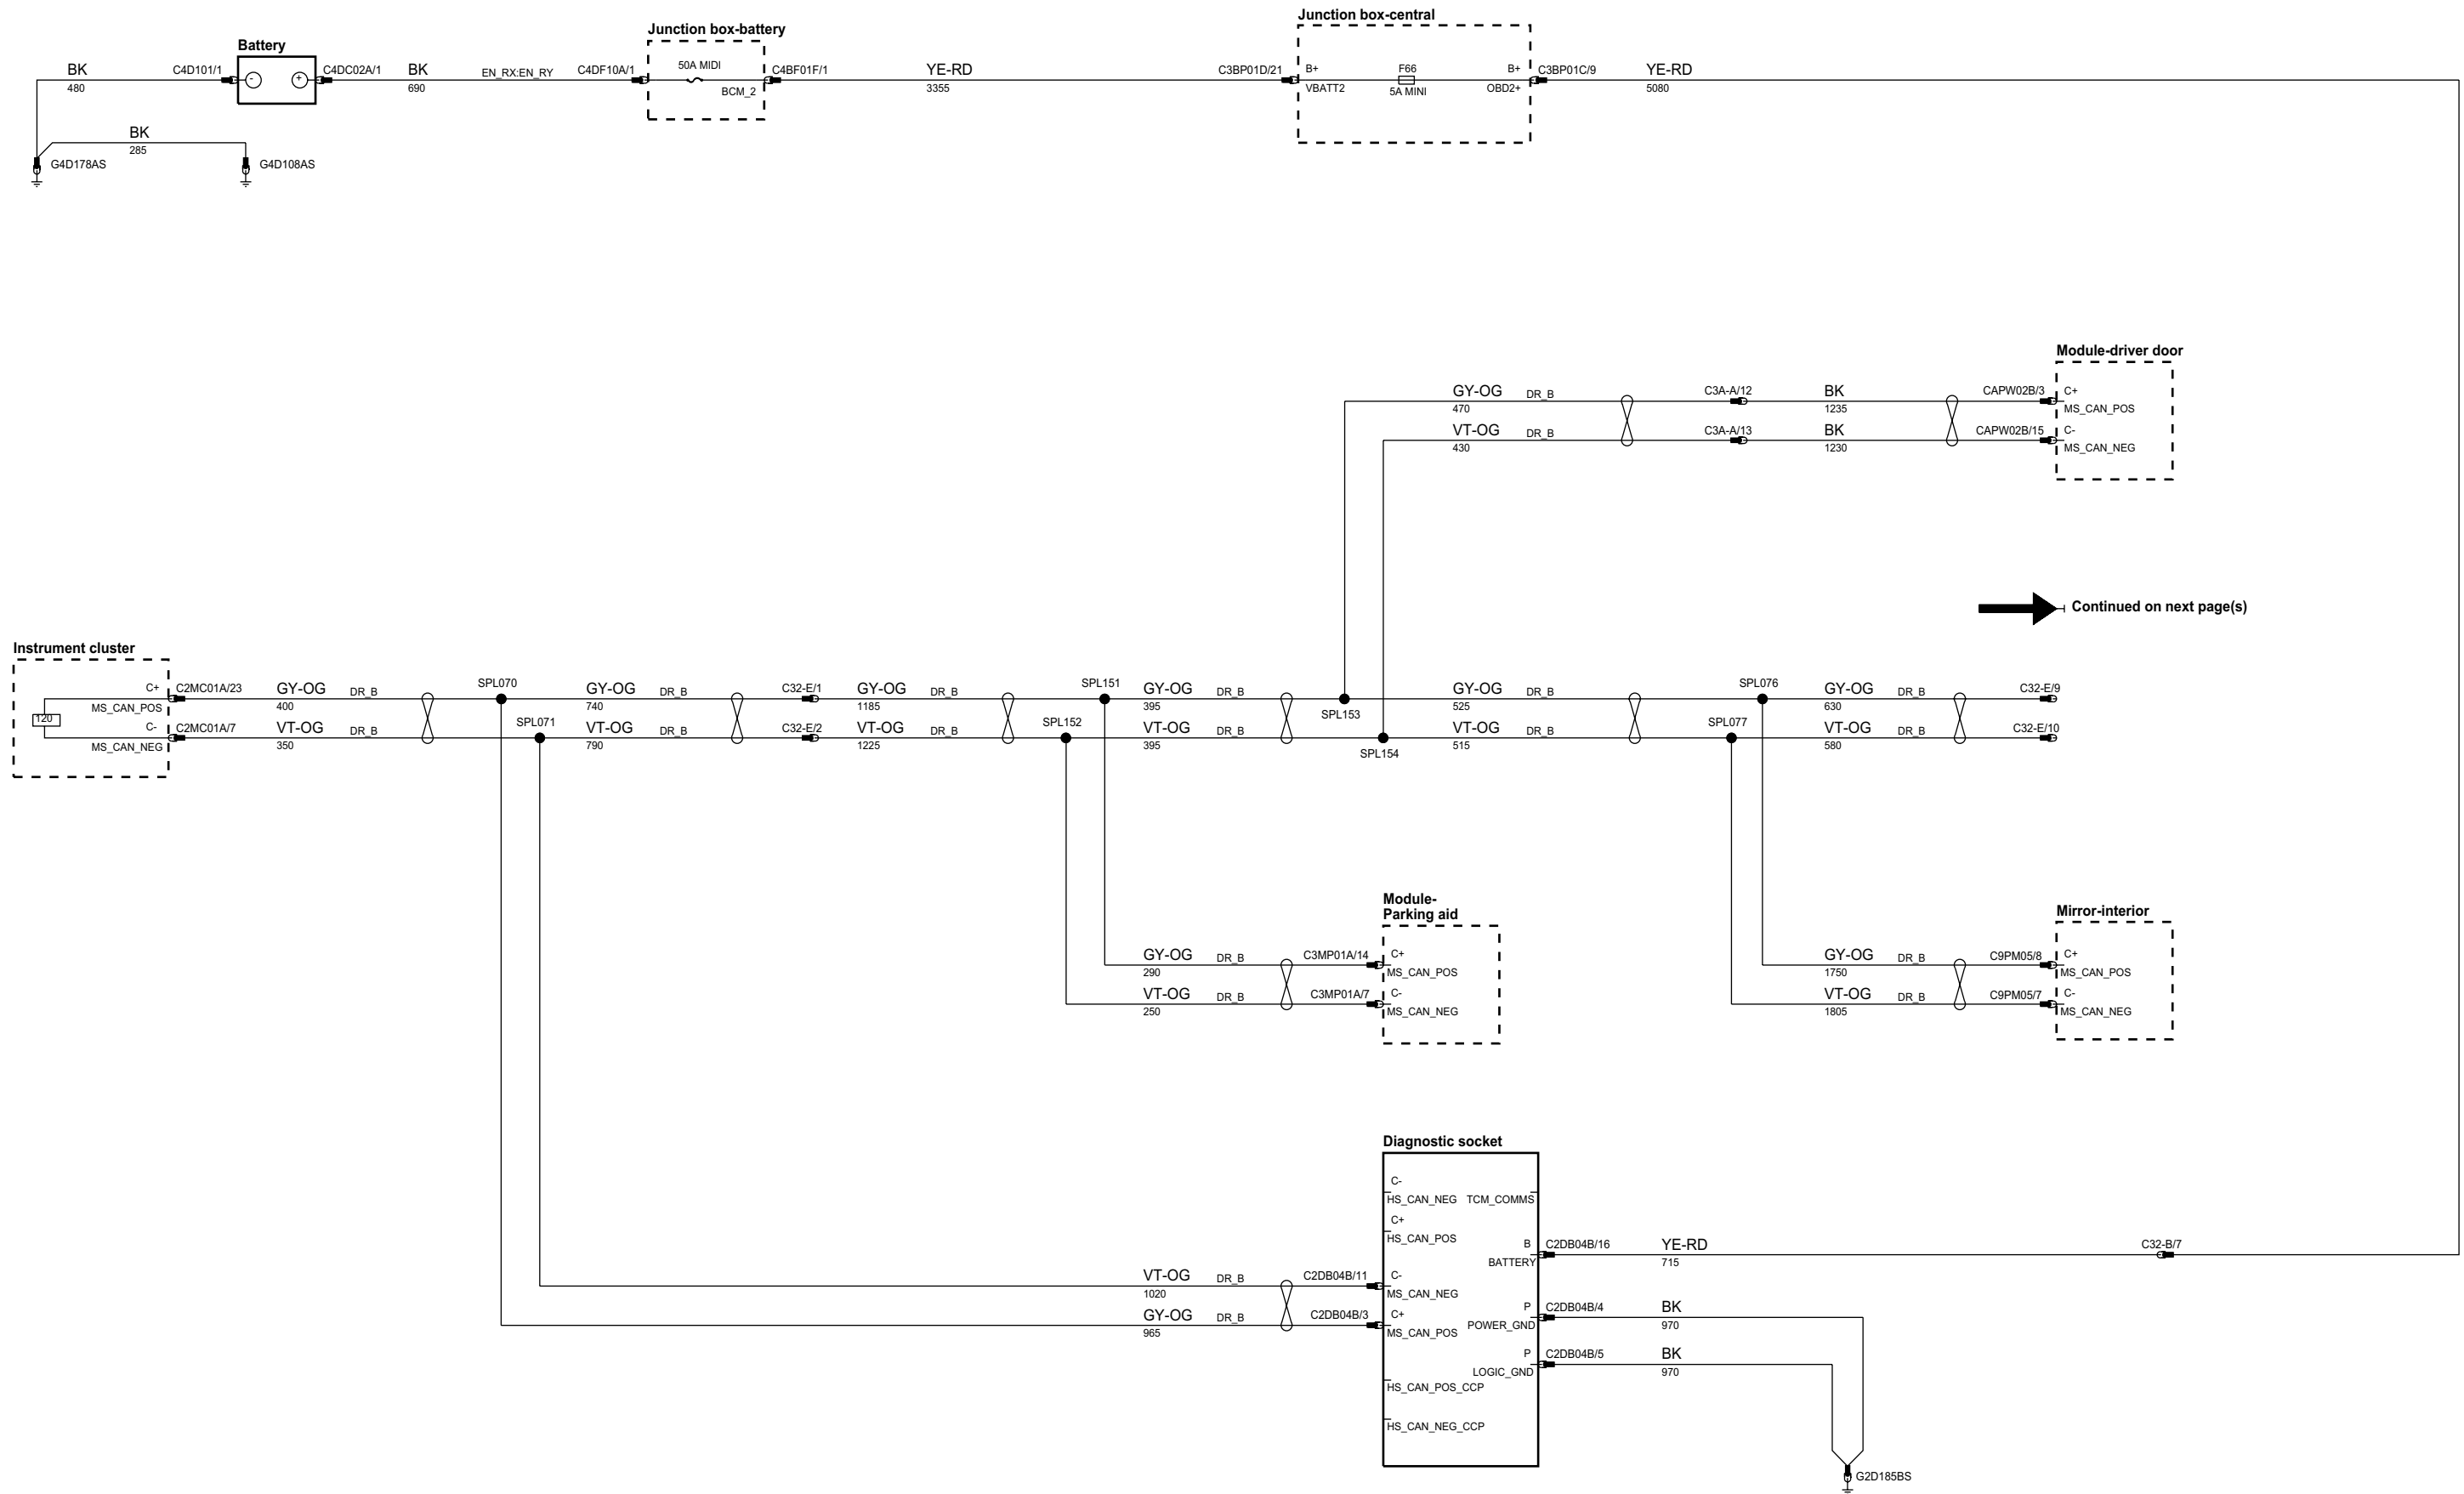 Junction box-central
Junction box-battery
Battery
BK
480
C4D101/1
-
+
C4DC02A/1
BK
690
EN_RX:EN_RY
C4DF10A/1
50A MIDI
BCM_2
C4BF01F/1
YE-RD
3355
C3BP01D/21
B+
VBATT2
F66
5A MINI
B+
OBD2+
C3BP01C/9
YE-RD
5080
BK
285
G4D178AS
G4D108AS
Module-driver door
GY-OG
470
DR_B
C3A-A/12
BK
1235
CAPW02B/3
C+
MS_CAN_POS
VT-OG
430
DR_B
C3A-A/13
BK
1230
CAPW02B/15
C-
MS_CAN_NEG
Continued on next page(s)
Instrument cluster
120
C+
MS_CAN_POS
C2MC01A/23
GY-OG
400
DR_B
SPL070
GY-OG
740
DR_B
C32-E/1
GY-OG
1185
DR_B
SPL151
GY-OG
395
DR_B
SPL153
GY-OG
525
DR_B
SPL076
GY-OG
630
DR_B
C32-E/9
C-
MS_CAN_NEG
C2MC01A/7
VT-OG
350
DR_B
SPL071
VT-OG
790
DR_B
C32-E/2
VT-OG
1225
DR_B
SPL152
VT-OG
395
DR_B
SPL154
VT-OG
515
DR_B
SPL077
VT-OG
580
DR_B
C32-E/10
Module-
Parking aid
GY-OG
290
DR_B
C3MP01A/14
C+
MS_CAN_POS
VT-OG
250
DR_B
C3MP01A/7
C-
MS_CAN_NEG
Mirror-interior
GY-OG
1750
DR_B
C9PM05/8
C+
MS_CAN_POS
VT-OG
1805
DR_B
C9PM05/7
C-
MS_CAN_NEG
Diagnostic socket
C-
HS_CAN_NEG
TCM_COMMS
C+
HS_CAN_POS
B
BATTERY
C2DB04B/16
YE-RD
715
C32-B/7
VT-OG
1020
DR_B
C2DB04B/11
C-
MS_CAN_NEG
GY-OG
965
DR_B
C2DB04B/3
C+
MS_CAN_POS
P
POWER_GND
C2DB04B/4
BK
970
P
LOGIC_GND
C2DB04B/5
BK
970
HS_CAN_POS_CCP
HS_CAN_NEG_CCP
G2D185BS